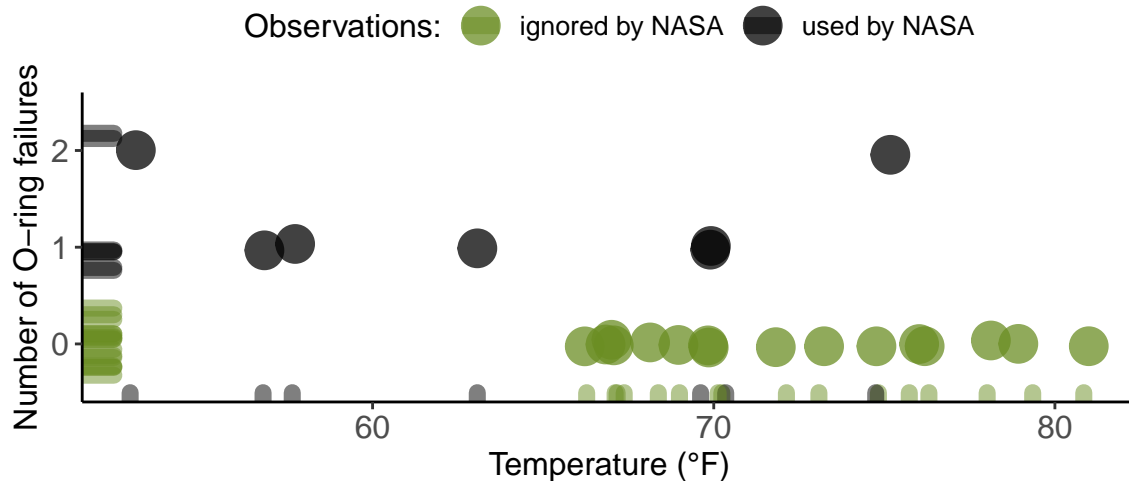 Observations: ignored by NASA used by NASA
Number of O−ring failures
2
1
0
60 70 80
Temperature (°F)